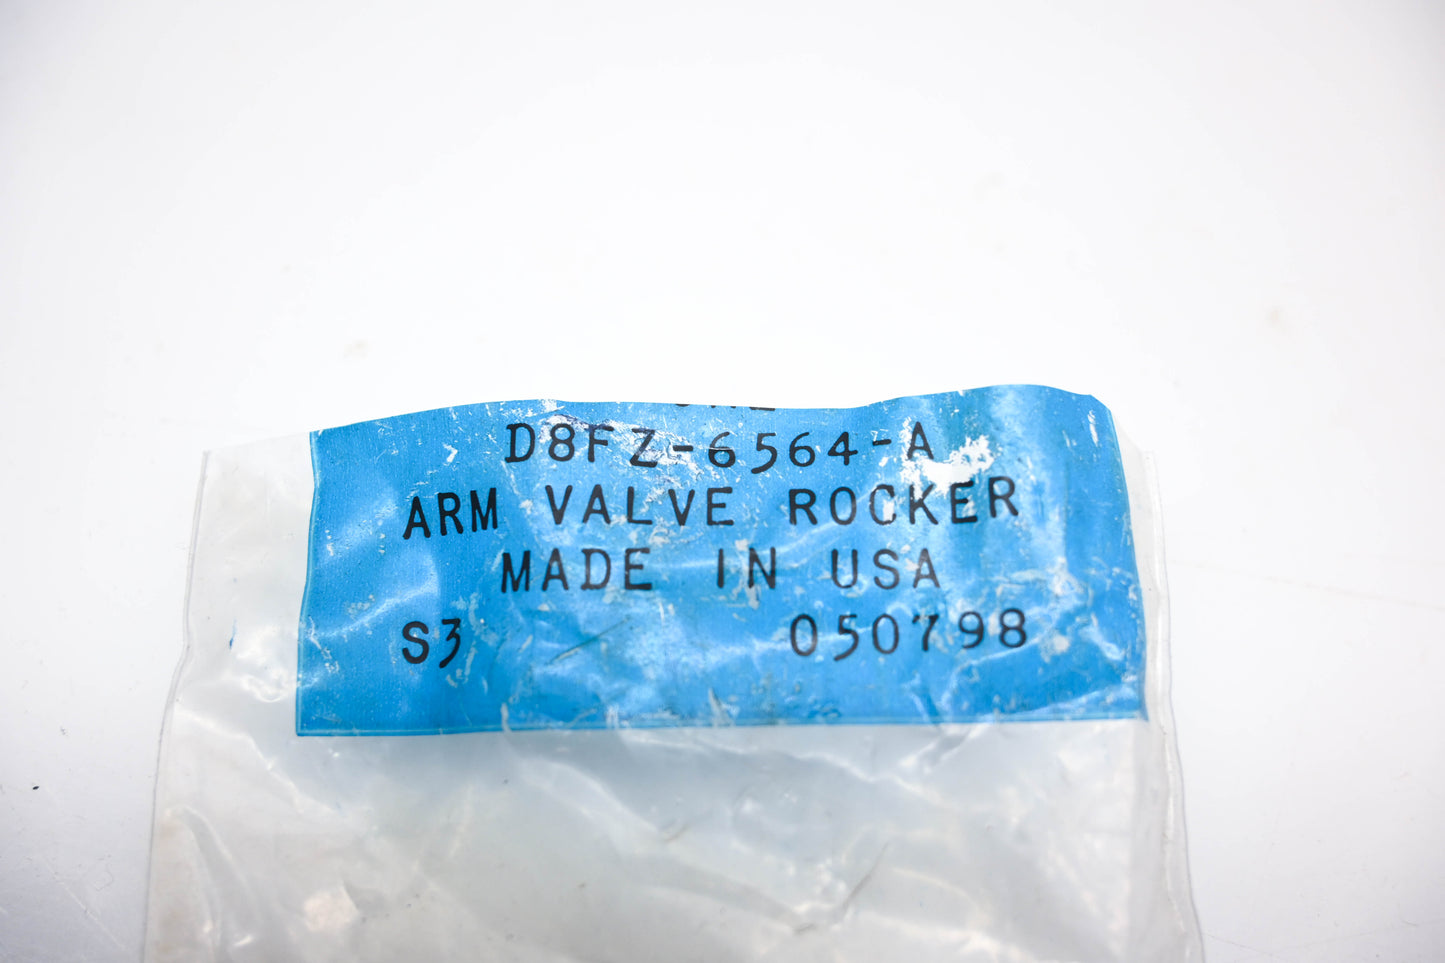 D8FZ-6564-A
ARM VALVE ROCKER
MADE IN USA
S3 050798